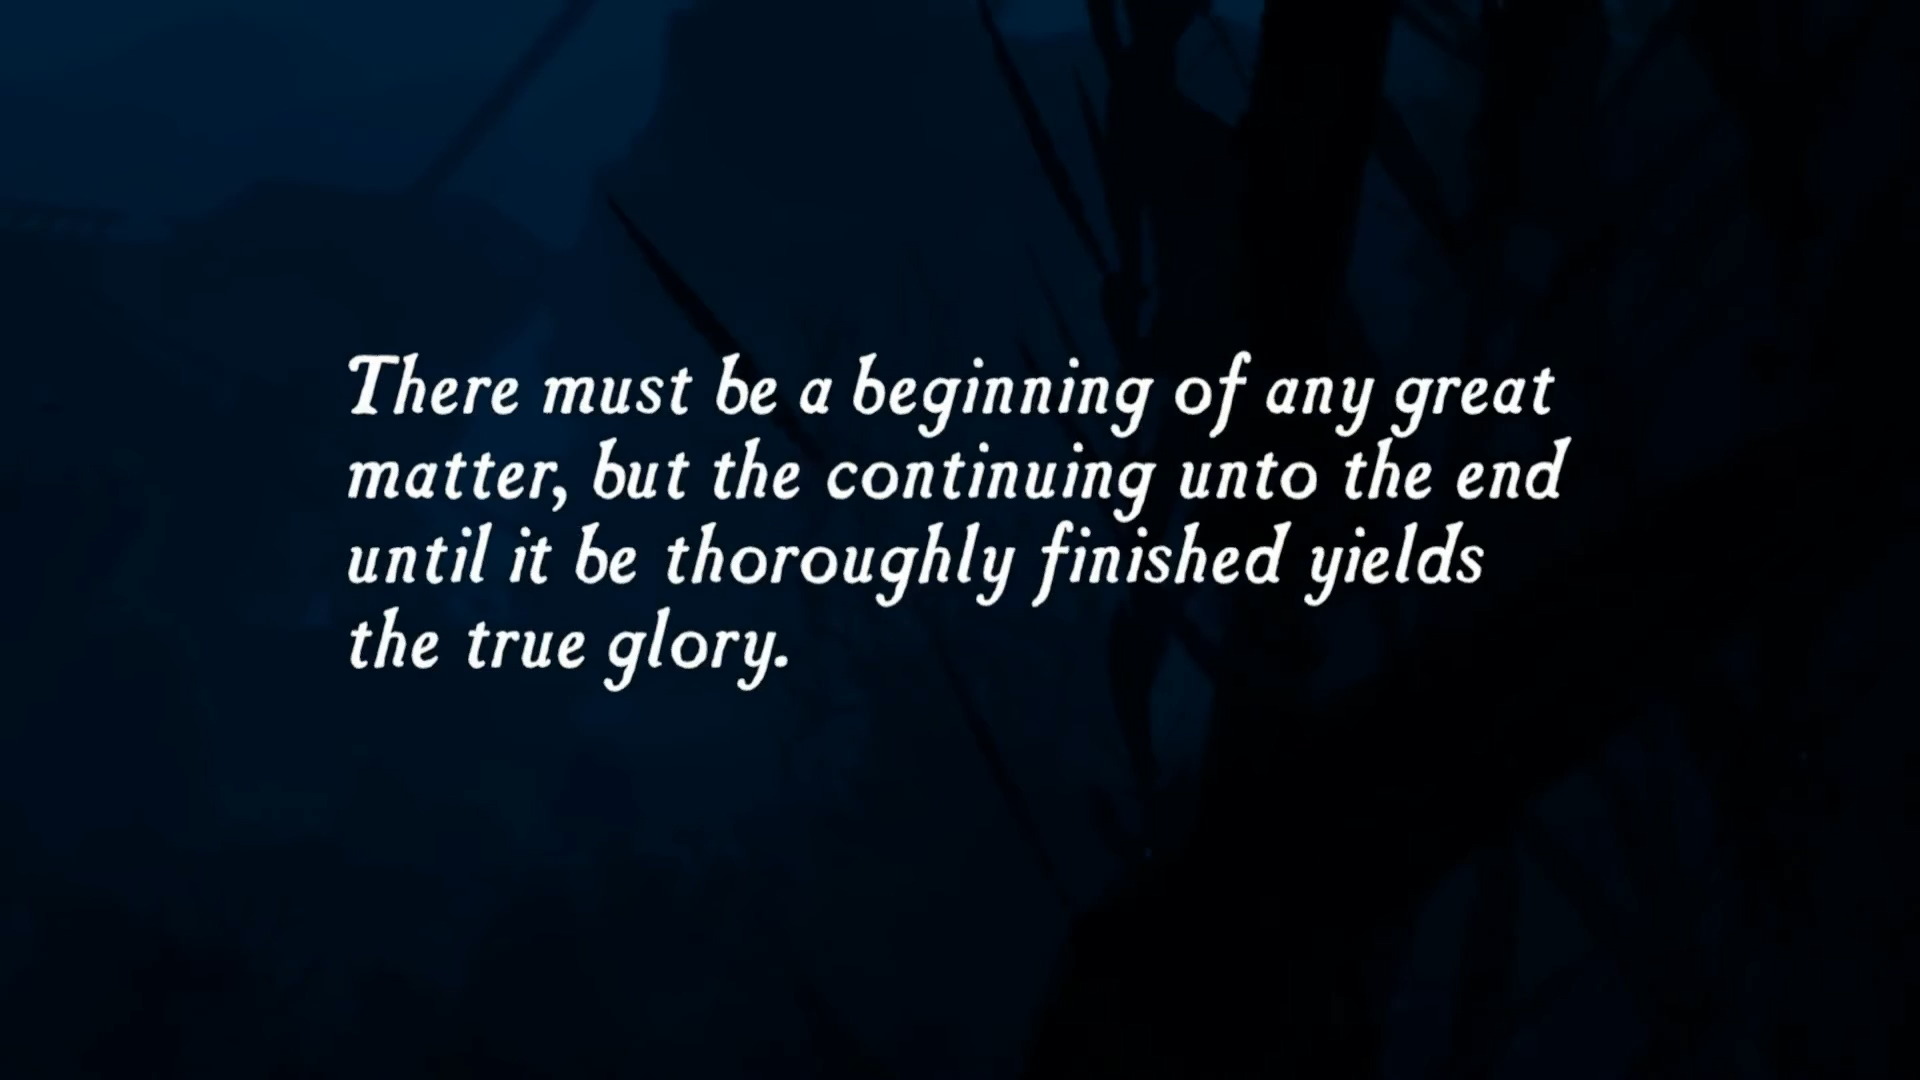 There must be a beginning of any great
matter, but the continuing unto the end
until it be thoroughly finished yields
the true glory.